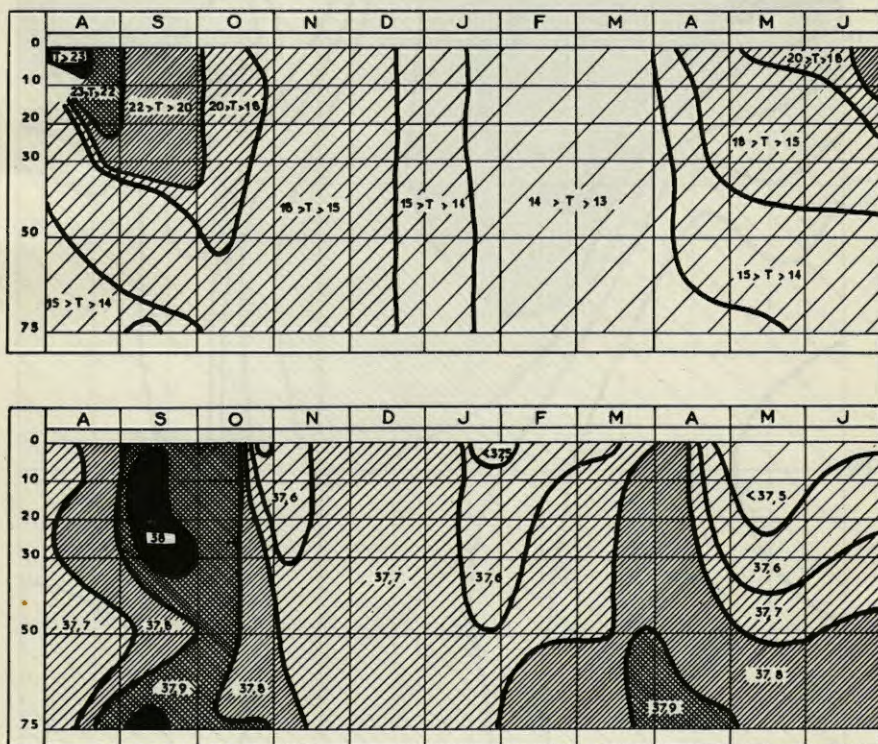 A S O N D J F M A M J
0
T>23
20>T>18
10
23>T>22
22>T>20
20>T>18
20
18>T>15
30
18>T>15
15>T>14
14>T>13
50
15>T>14
15>T>14
75
A S O N D J F M A M J
0
<37,5
10
37,6
<37,5
20
38
30
37,7
37,6
37,6
37,7
37,8
37,7
50
37,9
37,8
37,8
37,9
75